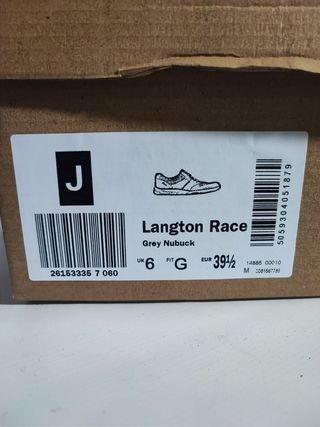 J
Langton Race
Grey Nubuck
UK 6 FIT G EUR 39½
26153335 7 060
5059304051879
14885 00010
M